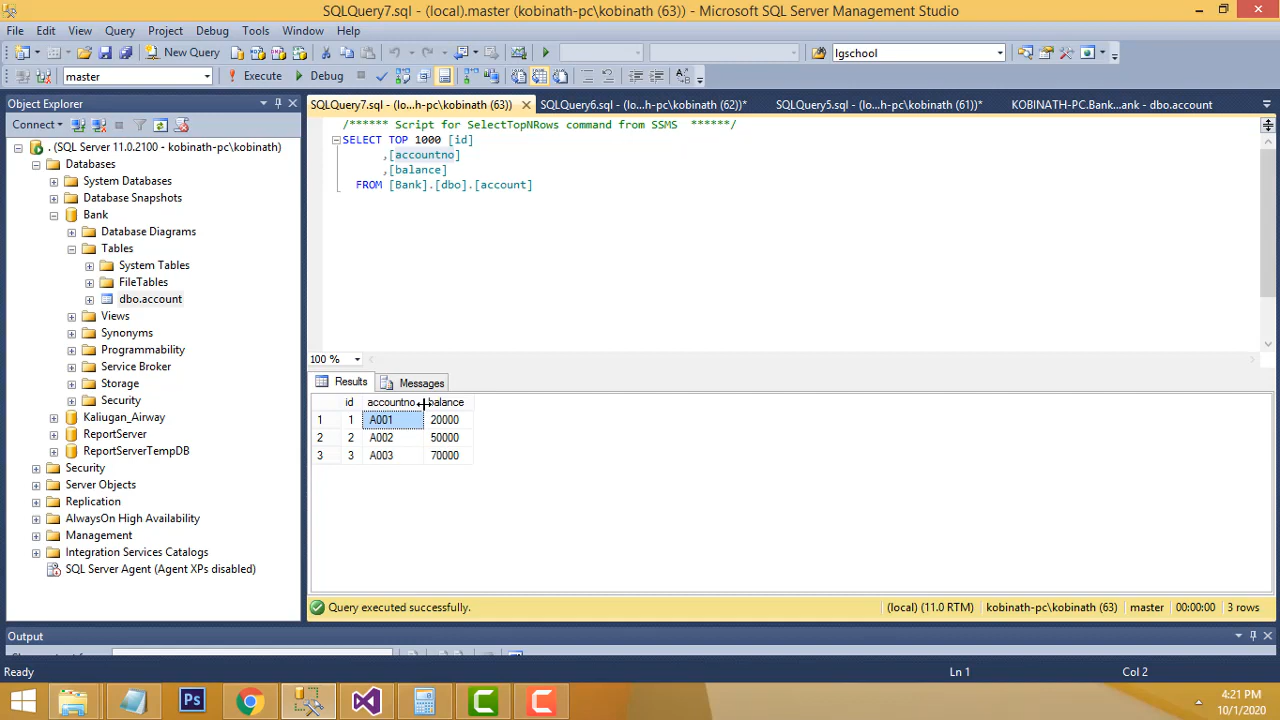 SQLQuery7.sql - (local).master (kobinath-pc\kobinath (63)) - Microsoft SQL Server Management Studio
File Edit View Query Project Debug Tools Window Help
New Query lgschool
master Execute Debug
Object Explorer
SQLQuery7.sql - (lo...h-pc\kobinath (63)) SQLQuery6.sql - (lo...h-pc\kobinath (62))* SQLQuery5.sql - (lo...h-pc\kobinath (61))* KOBINATH-PC.Bank...ank - dbo.account
Connect
. (SQL Server 11.0.2100 - kobinath-pc\kobinath)
Databases
System Databases
Database Snapshots
Bank
Database Diagrams
Tables
System Tables
FileTables
dbo.account
Views
Synonyms
Programmability
Service Broker
Storage
Security
Kaliugan_Airway
ReportServer
ReportServerTempDB
Security
Server Objects
Replication
AlwaysOn High Availability
Management
Integration Services Catalogs
SQL Server Agent (Agent XPs disabled)
/****** Script for SelectTopNRows command from SSMS ******/
SELECT TOP 1000 [id]
,[accountno]
,[balance]
FROM [Bank].[dbo].[account]
100 %
Results Messages
id accountno balance
1 1 A001 20000
2 2 A002 50000
3 3 A003 70000
Query executed successfully. (local) (11.0 RTM) kobinath-pc\kobinath (63) master 00:00:00 3 rows
Output
Ready Ln 1 Col 2
Ps
4:21 PM
10/1/2020